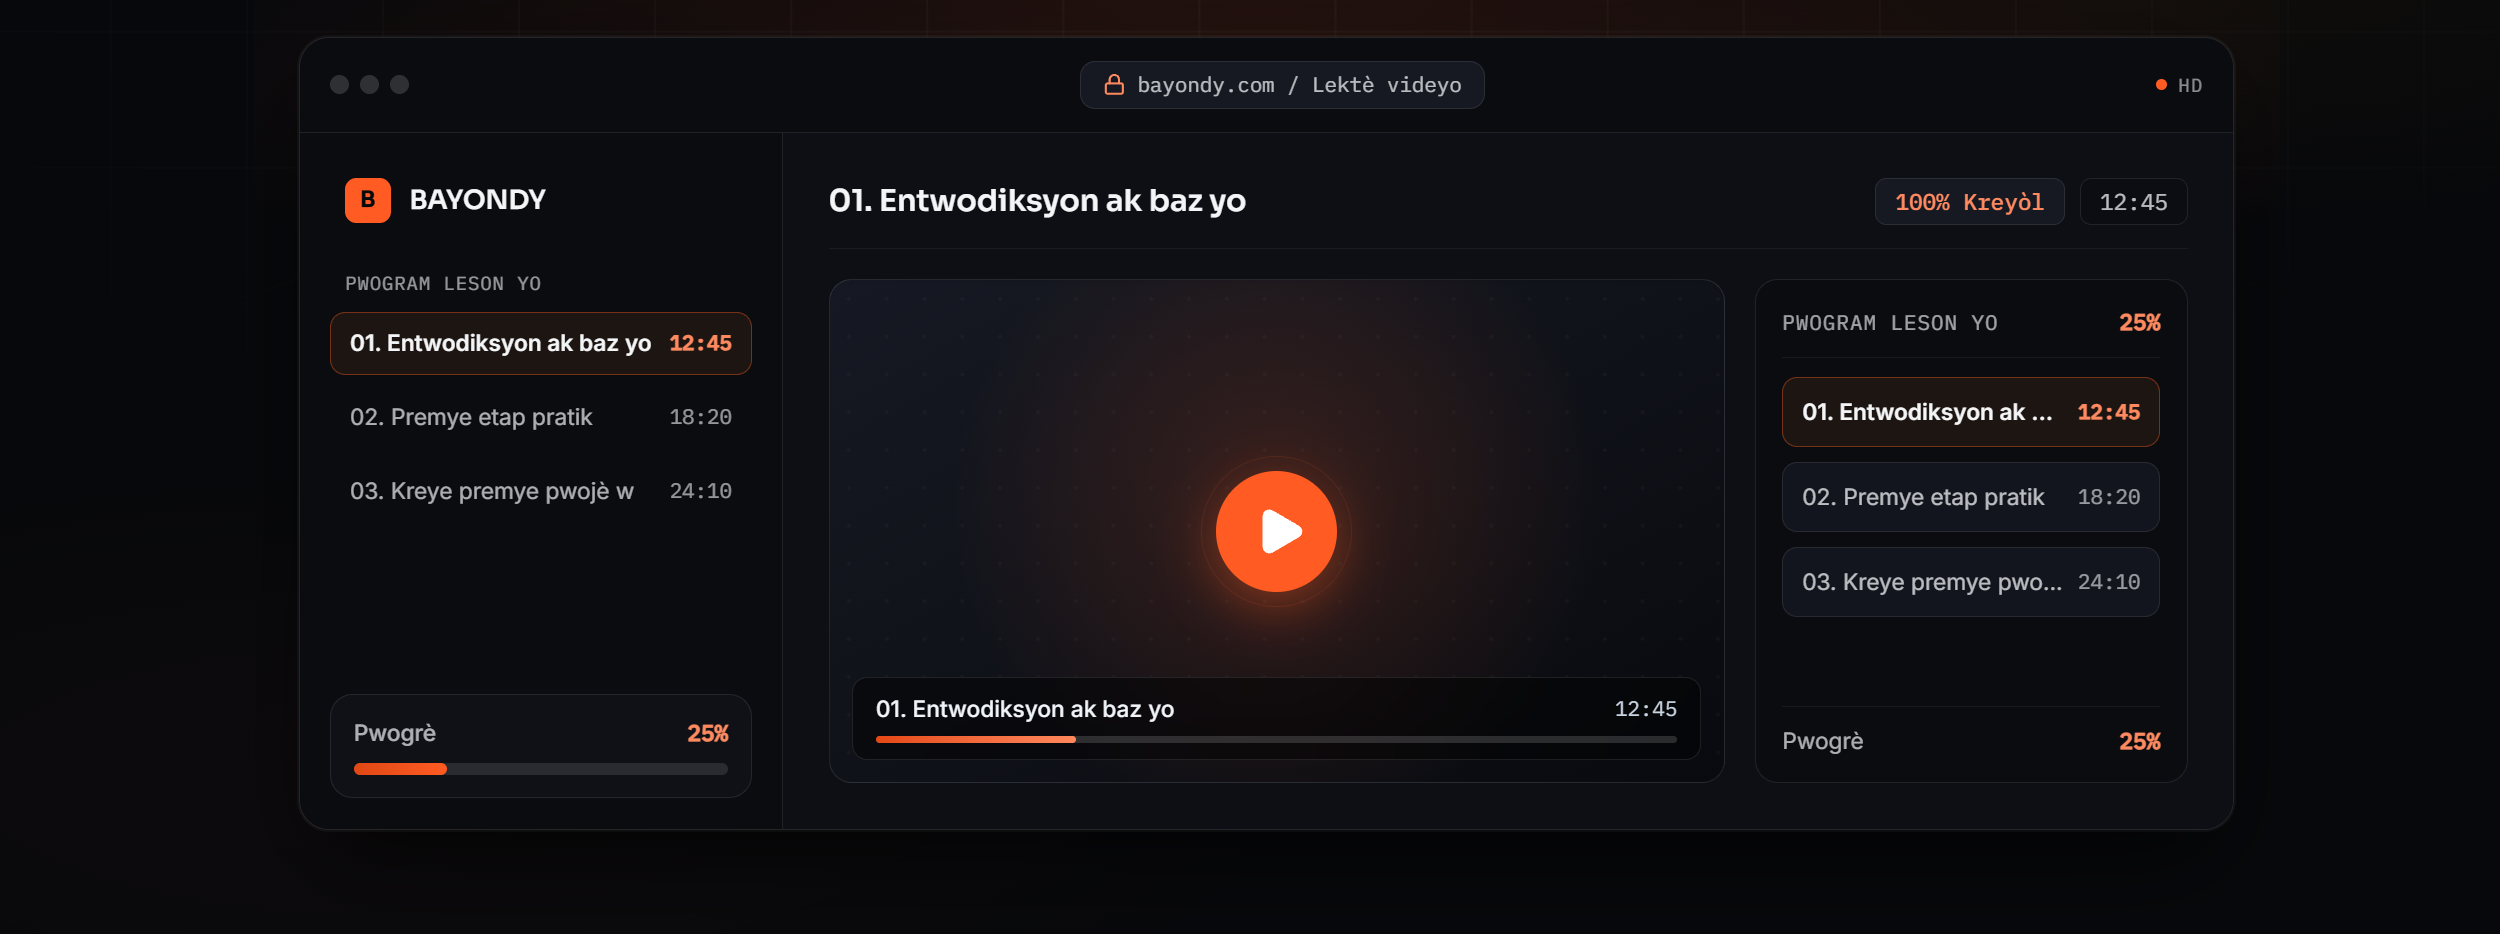 bayondy.com / Lektè videyo
HD
B BAYONDY
PWOGRAM LESON YO
01. Entwodiksyon ak baz yo 12:45
02. Premye etap pratik 18:20
03. Kreye premye pwojè w 24:10
Pwogrè 25%
01. Entwodiksyon ak baz yo
100% Kreyòl 12:45
01. Entwodiksyon ak baz yo 12:45
PWOGRAM LESON YO 25%
01. Entwodiksyon ak ... 12:45
02. Premye etap pratik 18:20
03. Kreye premye pwo... 24:10
Pwogrè 25%